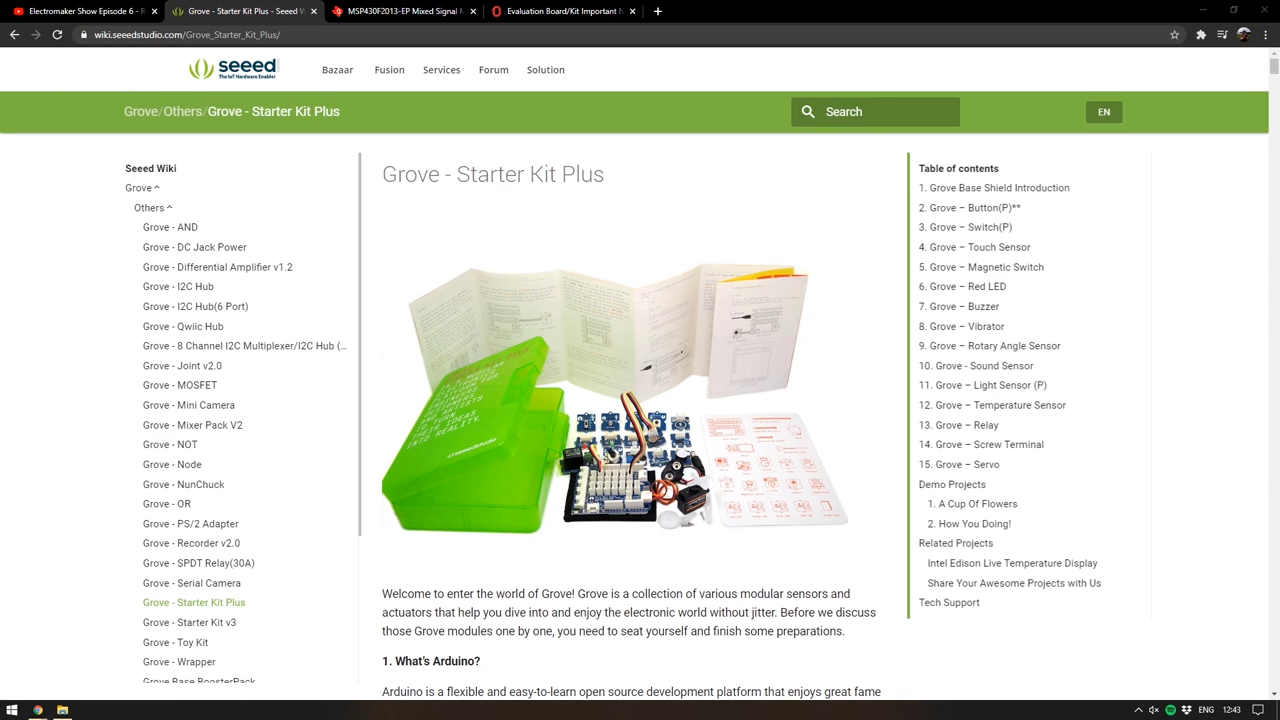 Electromaker Show Episode 6 - R
(1) YouTube
MSP430F2013-EP Mixed Signal M
Evaluation Boards | Newark
wiki.seeedstudio.com/Grove_Starter_Kit_Plus/
seeed
The IoT Hardware Enabler
Bazaar
Fusion
Services
Forum
Solution
Grove/Others/Grove - Starter Kit Plus
Search
EN
Seeed Wiki
Grove
Others
Grove - AND
Grove - DC Jack Power
Grove - Differential Amplifier v1.2
Grove - I2C Hub
Grove - I2C Hub(6 Port)
Grove - Qwiic Hub
Grove - 8 Channel I2C Multiplexer/I2C Hub (...
Grove - Joint v2.0
Grove - MOSFET
Grove - Mini Camera
Grove - Mixer Pack V2
Grove - NOT
Grove - Node
Grove - NunChuck
Grove - OR
Grove - PS/2 Adapter
Grove - Recorder v2.0
Grove - SPDT Relay(30A)
Grove - Serial Camera
Grove - Starter Kit Plus
Grove - Starter Kit v3
Grove - Toy Kit
Grove - Wrapper
Grove Base BoosterPack
Grove - Starter Kit Plus
Welcome to enter the world of Grove! Grove is a collection of various modular sensors and
actuators that help you dive into and enjoy the electronic world without jitter. Before we discuss
those Grove modules one by one, you need to seat yourself and finish some preparations.
1. What's Arduino?
Arduino is a flexible and easy-to-learn open source development platform that enjoys great fame
Table of contents
1. Grove Base Shield Introduction
2. Grove – Button(P)**
3. Grove – Switch(P)
4. Grove – Touch Sensor
5. Grove – Magnetic Switch
6. Grove – Red LED
7. Grove – Buzzer
8. Grove – Vibrator
9. Grove – Rotary Angle Sensor
10. Grove - Sound Sensor
11. Grove – Light Sensor (P)
12. Grove – Temperature Sensor
13. Grove – Relay
14. Grove – Screw Terminal
15. Grove – Servo
Demo Projects
1. A Cup Of Flowers
2. How You Doing!
Related Projects
Intel Edison Live Temperature Display
Share Your Awesome Projects with Us
Tech Support
ENG
12:43